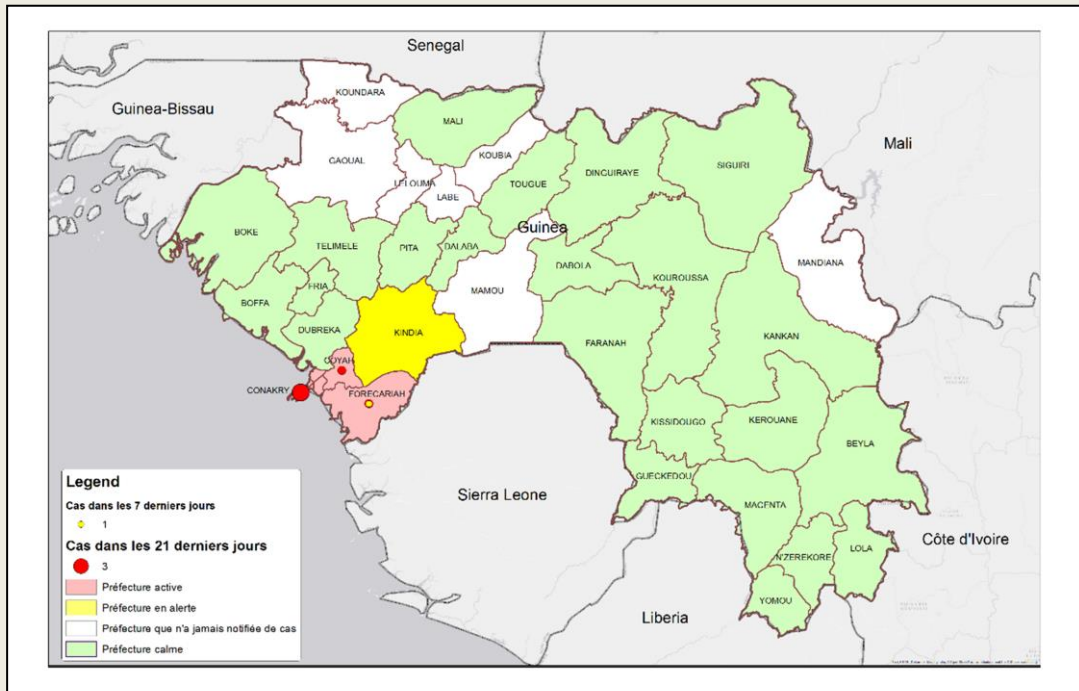 Senegal
KOUNDARA
Guinea-Bissau
MALI
Mali
KOUBIA
GAOUAL
SIGUIRI
LELOUMA
DINGUIRAYE
TOUGUE
LABE
Guinea
BOKE
TELIMELE
PITA
DALABA
MANDIANA
DABOLA
KOUROUSSA
FRIA
MAMOU
BOFFA
DUBREKA
KINDIA
KANKAN
FARANAH
COYAH
CONAKRY
FORECARIAH
KISSIDOUGO
KEROUANE
BEYLA
GUECKEDOU
Sierra Leone
MACENTA
Côte d'Ivoire
N'ZEREKORE
LOLA
YOMOU
Liberia
Legend
Cas dans les 7 derniers jours
1
Cas dans les 21 derniers jours
3
Préfecture active
Préfecture en alerte
Préfecture que n'a jamais notifiée de cas
Préfecture calme